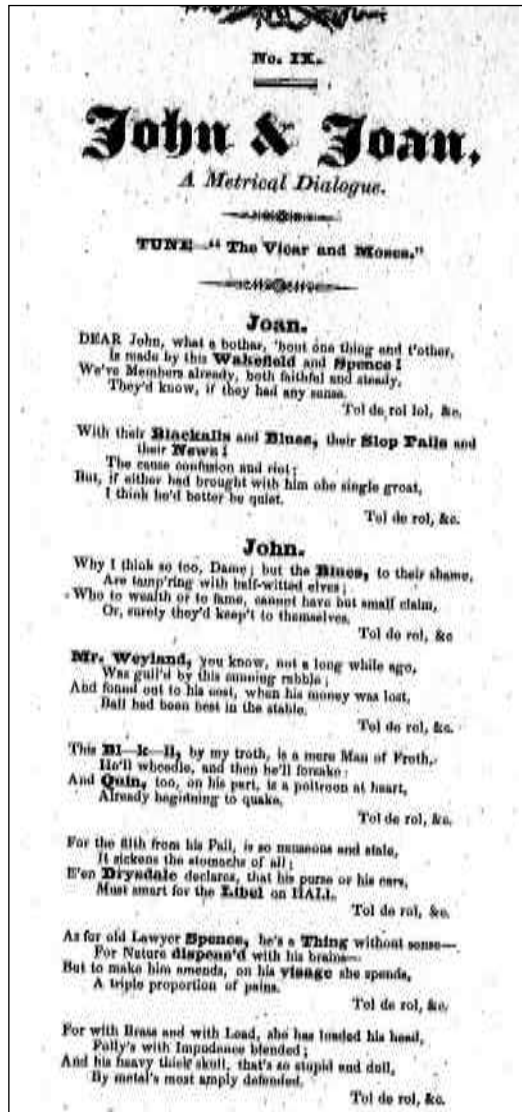 No. IX.
John & Joan.
A Metrical Dialogue.
TUNE—"The Vicar and Moses."
Joan.
DEAR John, what a bother, 'bout one thing and t'other,
Is made by this Wakefield and Spence!
We've Members already, both faithful and steady,
They'd know, if they had any sense.
Tol de rol lol, &c.
With their Blackalls and Blues, their Slop Pails and
their News!
The cause confusion and riot;
But, if either had brought with him one single groat,
I think he'd better be quiet.
Tol de rol, &c.
John.
Why I think so too, Dame; but the Blues, to their shame,
Are tamp'ring with half-witted elves;
Who to wealth or to fame, cannot have but small claim,
Or, surely they'd keep't to themselves.
Tol de rol, &c
Mr. Weyland, you know, not a long while ago,
Was gull'd by this cunning rabble;
And found out to his cost, when his money was lost,
Ball had been best in the stable.
Tol de rol, &c.
This Bl—k—ll, by my troth, is a mere Man of Froth,
He'll wheedle, and then he'll forsake;
And Quin, too, on his part, is a poltroon at heart,
Already beginning to quake.
Tol de rol, &c.
For the filth from his Pail, is so nauseous and stale,
It sickens the stomachs of all;
E'en Drysdale declares, that his purse or his ears,
Must smart for the Libel on HALL.
Tol de rol, &c.
As for old Lawyer Spence, he's a Thing without sense—
For Nature dispens'd with his brains—
But to make him amends, on his visage she spends,
A triple proportion of pains.
Tol de rol, &c.
For with Brass and with Lead, she has loaded his head,
Folly's with Impudence blended;
And his heavy thick skull, that's so stupid and dull,
By metal's most amply defended.
Tol de rol, &c.